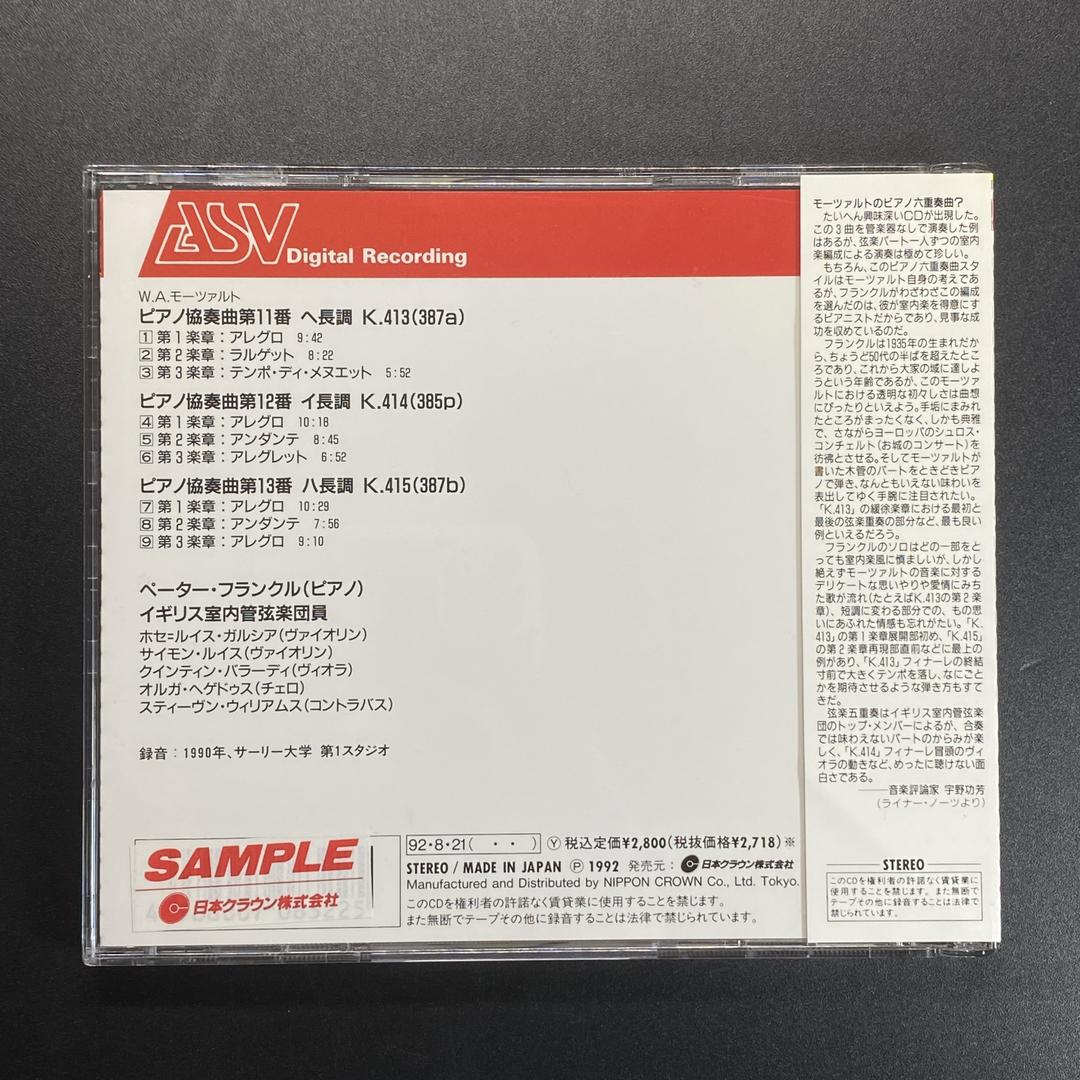 ASV
Digital Recording
W.A.モーツァルト
ピアノ協奏曲第11番 ヘ長調 K.413(387a)
1 第1楽章：アレグロ 9:42
2 第2楽章：ラルゲット 8:22
3 第3楽章：テンポ・ディ・メヌエット 5:52
ピアノ協奏曲第12番 イ長調 K.414(385p)
4 第1楽章：アレグロ 10:18
5 第2楽章：アンダンテ 8:45
6 第3楽章：アレグレット 6:52
ピアノ協奏曲第13番 ハ長調 K.415(387b)
7 第1楽章：アレグロ 10:29
8 第2楽章：アンダンテ 7:56
9 第3楽章：アレグロ 9:10
ペーター・フランクル(ピアノ)
イギリス室内管弦楽団員
ホセ=ルイス・ガルシア(ヴァイオリン)
サイモン・ルイス(ヴァイオリン)
クインティン・バラーディ(ヴィオラ)
オルガ・ヘゲドゥス(チェロ)
スティーヴン・ウィリアムス(コントラバス)
録音：1990年、サーリー大学 第1スタジオ
SAMPLE
日本クラウン株式会社
92・8・21(　・・　) Ⓨ税込定価¥2,800(税抜価格¥2,718)※
STEREO / MADE IN JAPAN Ⓟ 1992 発売元：日本クラウン株式会社
Manufactured and Distributed by NIPPON CROWN Co., Ltd. Tokyo.
このCDを権利者の許諾なく賃貸業に使用することを禁じます。
また無断でテープその他に録音することは法律で禁じられています。
モーツァルトのピアノ六重奏曲?
たいへん興味深いCDが出現した。
この3曲を管楽器なしで演奏した例
はあるが、弦楽パート一人ずつの室内
楽編成による演奏は極めて珍しい。
もちろん、このピアノ六重奏曲スタ
イルはモーツァルト自身の考えであ
るが、フランクルがわざわざこの編成
を選んだのは、彼が室内楽を得意にす
るピアニストだからであり、見事な成
功を収めているのだ。
フランクルは1935年の生まれだか
ら、ちょうど50代の半ばを超えたとこ
ろであり、これから大家の域に達しよ
うという年齢であるが、このモーツァ
ルトにおける透明な初々しさは曲想
にぴったりといえよう。手垢にまみれ
たところがまったくなく、しかも典雅
で、さながらヨーロッパのシュロス・
コンチェルト(お城のコンサート)を
彷彿とさせる。そしてモーツァルトが
書いた木管のパートをときどきピア
ノで弾き、なんともいえない味わいを
表出してゆく手腕に注目されたい。
「K.413」の緩徐楽章における最初と
最後の弦楽重奏の部分など、最も良い
例といえるだろう。
フランクルのソロはどの一部をと
っても室内楽風に慎ましいが、しかし
絶えずモーツァルトの音楽に対する
デリケートな思いやりや愛情にみち
た歌が流れ(たとえばK.413の第2楽
章)、短調に変わる部分での、もの思
いにあふれた情感も忘れがたい。「K.
413」の第1楽章展開部初め、「K.415」
の第2楽章再現部直前などに最上の
例があり、「K.413」フィナーレの終結
寸前で大きくテンポを落し、なにごと
かを期待させるような弾き方もすて
きだ。
弦楽五重奏はイギリス室内管弦楽
団のトップ・メンバーによるが、合奏
では味わえないパートのからみが楽
しく、「K.414」フィナーレ冒頭のヴィ
オラの動きなど、めったに聴けない面
白さである。
――音楽評論家 宇野功芳
(ライナー・ノーツより)
STEREO
このCDを権利者の許諾なく賃貸業に
使用することを禁じます。また無断で
テープその他に録音することは法律で
禁じられています。